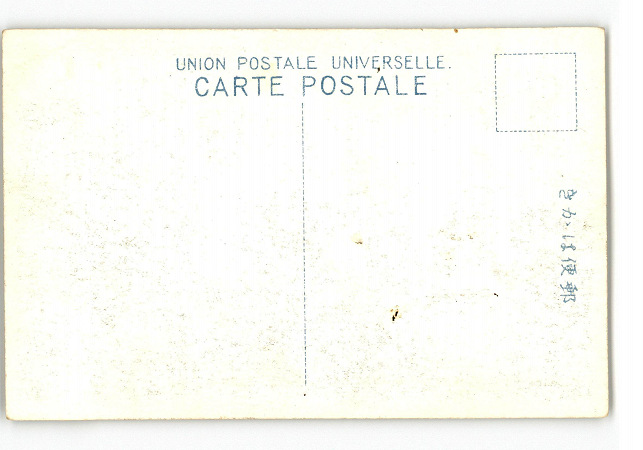 UNION POSTALE UNIVERSELLE.
CARTE POSTALE
きかは便郵